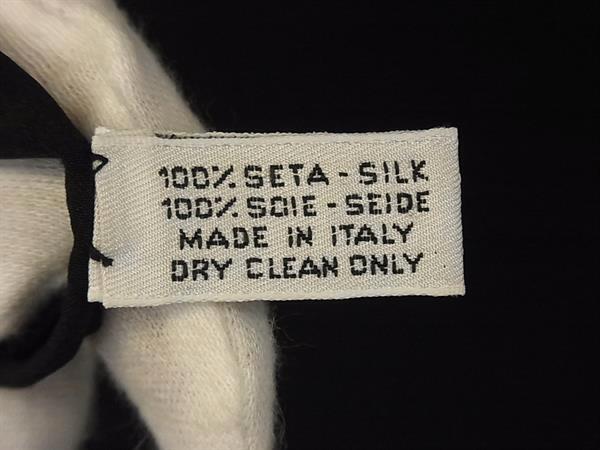 100% SETA - SILK
100% SOIE - SEIDE
MADE IN ITALY
DRY CLEAN ONLY